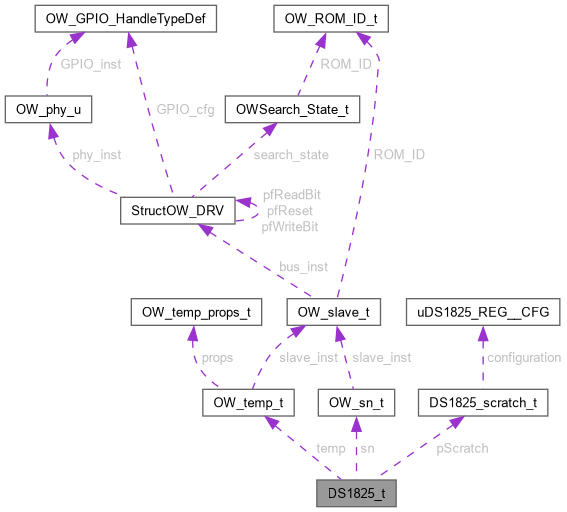 OW_GPIO_HandleTypeDef
OW_ROM_ID_t
GPIO_inst
ROM_ID
OW_phy_u
GPIO_cfg
OWSearch_State_t
phy_inst
search_state
ROM_ID
pfReadBit
pfReset
pfWriteBit
StructOW_DRV
bus_inst
OW_temp_props_t
OW_slave_t
uDS1825_REG__CFG
props
slave_inst
slave_inst
configuration
OW_temp_t
OW_sn_t
DS1825_scratch_t
temp
sn
pScratch
DS1825_t